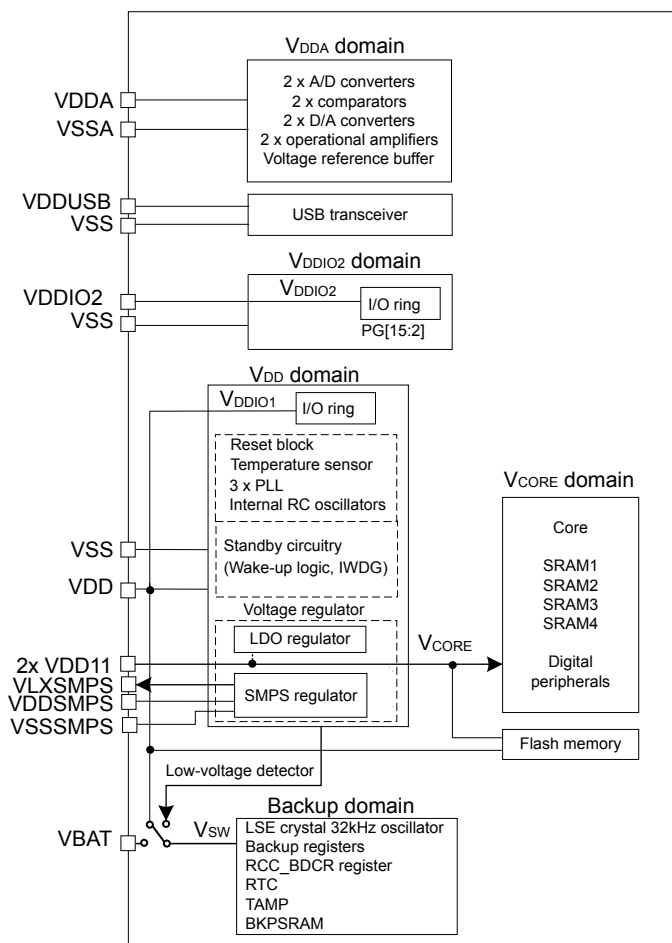 VDDA domain
VDDA
VSSA
2 x A/D converters
2 x comparators
2 x D/A converters
2 x operational amplifiers
Voltage reference buffer
VDDUSB
VSS
USB transceiver
VDDIO2 domain
VDDIO2
VSS
VDDIO2
I/O ring
PG[15:2]
VDD domain
VDDIO1
I/O ring
Reset block
Temperature sensor
3 x PLL
Internal RC oscillators
VSS
VDD
Standby circuitry
(Wake-up logic, IWDG)
Voltage regulator
LDO regulator
2x VDD11
VLXSMPS
VDDSMPS
VSSSMPS
SMPS regulator
VCORE
VCORE domain
Core
SRAM1
SRAM2
SRAM3
SRAM4
Digital
peripherals
Flash memory
Low-voltage detector
VBAT
VSW
Backup domain
LSE crystal 32kHz oscillator
Backup registers
RCC_BDCR register
RTC
TAMP
BKPSRAM